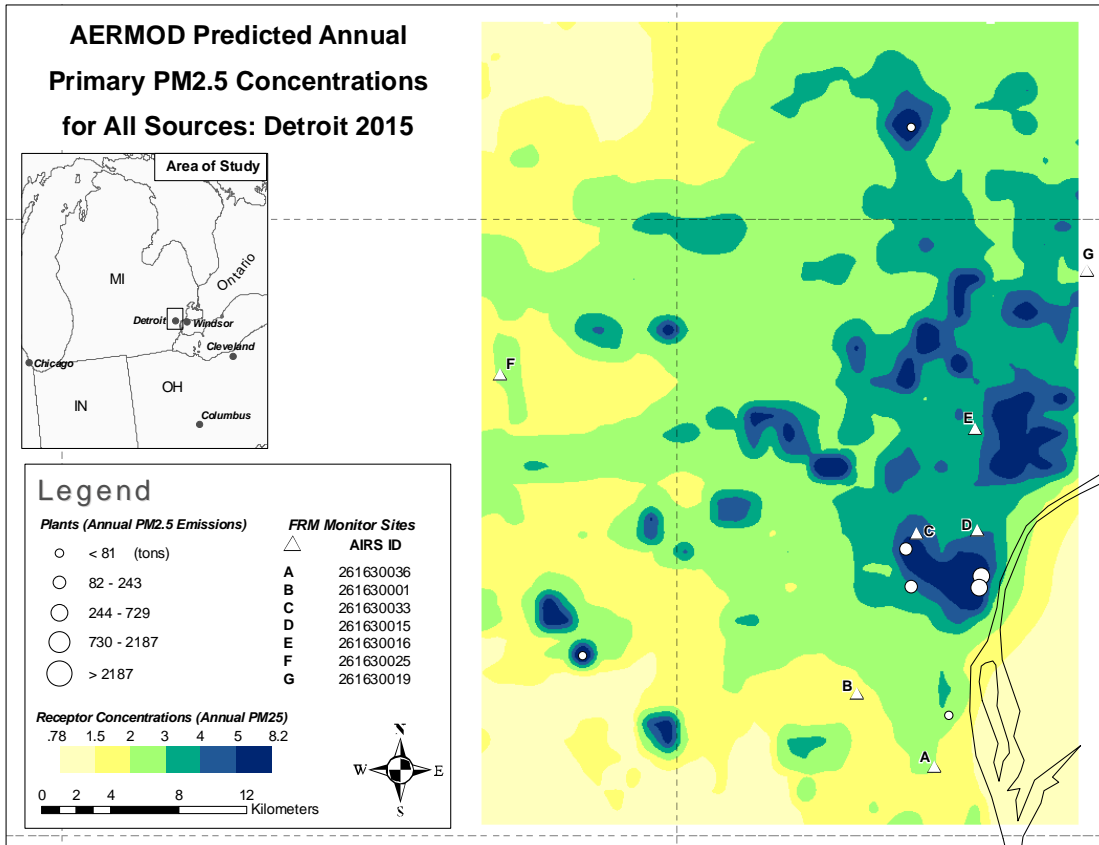 AERMOD Predicted Annual
Primary PM2.5 Concentrations
for All Sources: Detroit 2015
Area of Study
MI
Ontario
Detroit
Windsor
Cleveland
Chicago
IN
OH
Columbus
Legend
Plants (Annual PM2.5 Emissions)
< 81 (tons)
82 - 243
244 - 729
730 - 2187
> 2187
FRM Monitor Sites
AIRS ID
A 261630036
B 261630001
C 261630033
D 261630015
E 261630016
F 261630025
G 261630019
Receptor Concentrations (Annual PM25)
.78 1.5 2 3 4 5 8.2
0 2 4 8 12
Kilometers
N
W E
S
G
F
E
C
D
B
A